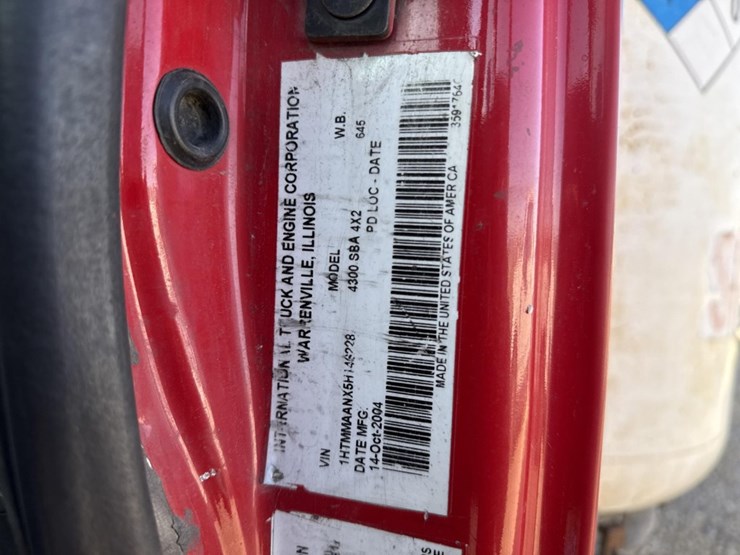 INTERNATIONAL TRUCK AND ENGINE CORPORATION
WARRENVILLE, ILLINOIS
VIN MODEL W.B.
1HTMMAANX5H146228 4300 SBA 4X2 645
DATE MFG. PD LOC - DATE
14-Oct-2004
MADE IN THE UNITED STATES OF AMERICA